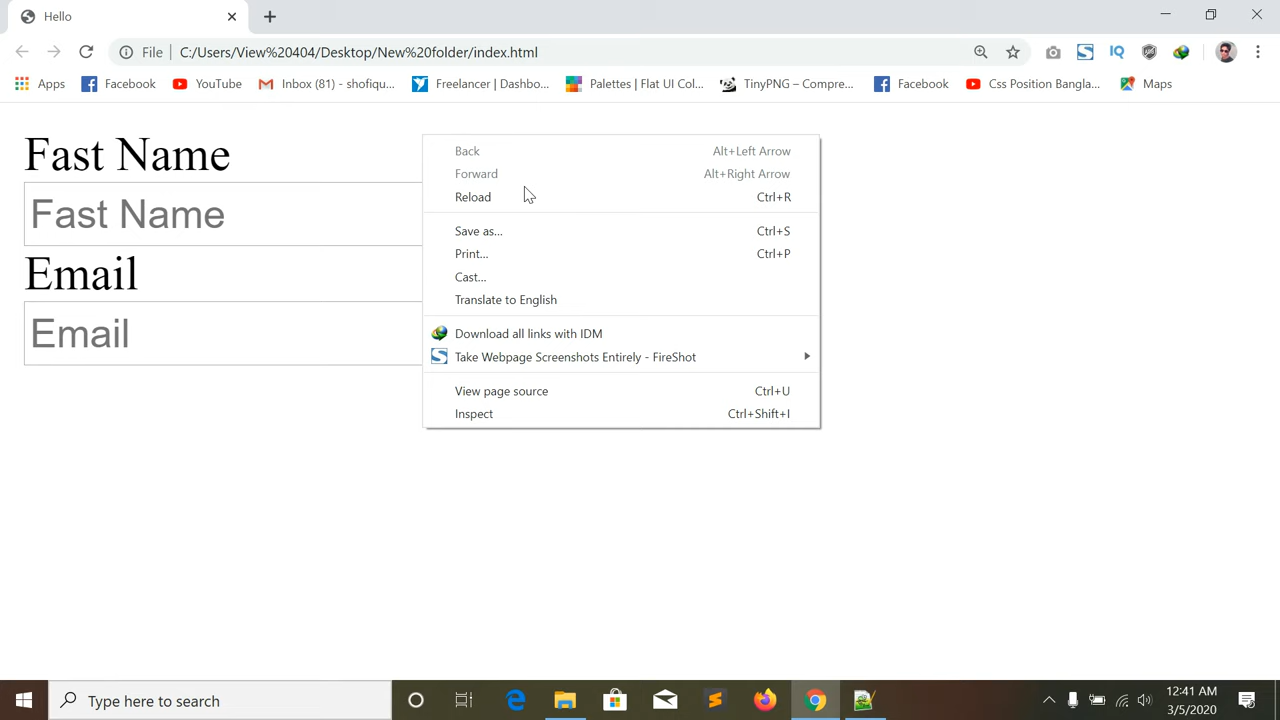 Hello
File C:/Users/View%20404/Desktop/New%20folder/index.html
Apps Facebook YouTube Inbox (81) - shofiqu... Freelancer | Dashbo... Palettes | Flat UI Col... TinyPNG – Compre... Facebook Css Position Bangla... Maps
Fast Name
Fast Name
Email
Email
Back Alt+Left Arrow
Forward Alt+Right Arrow
Reload Ctrl+R
Save as... Ctrl+S
Print... Ctrl+P
Cast...
Translate to English
Download all links with IDM
Take Webpage Screenshots Entirely - FireShot
View page source Ctrl+U
Inspect Ctrl+Shift+I
Type here to search
12:41 AM
3/5/2020